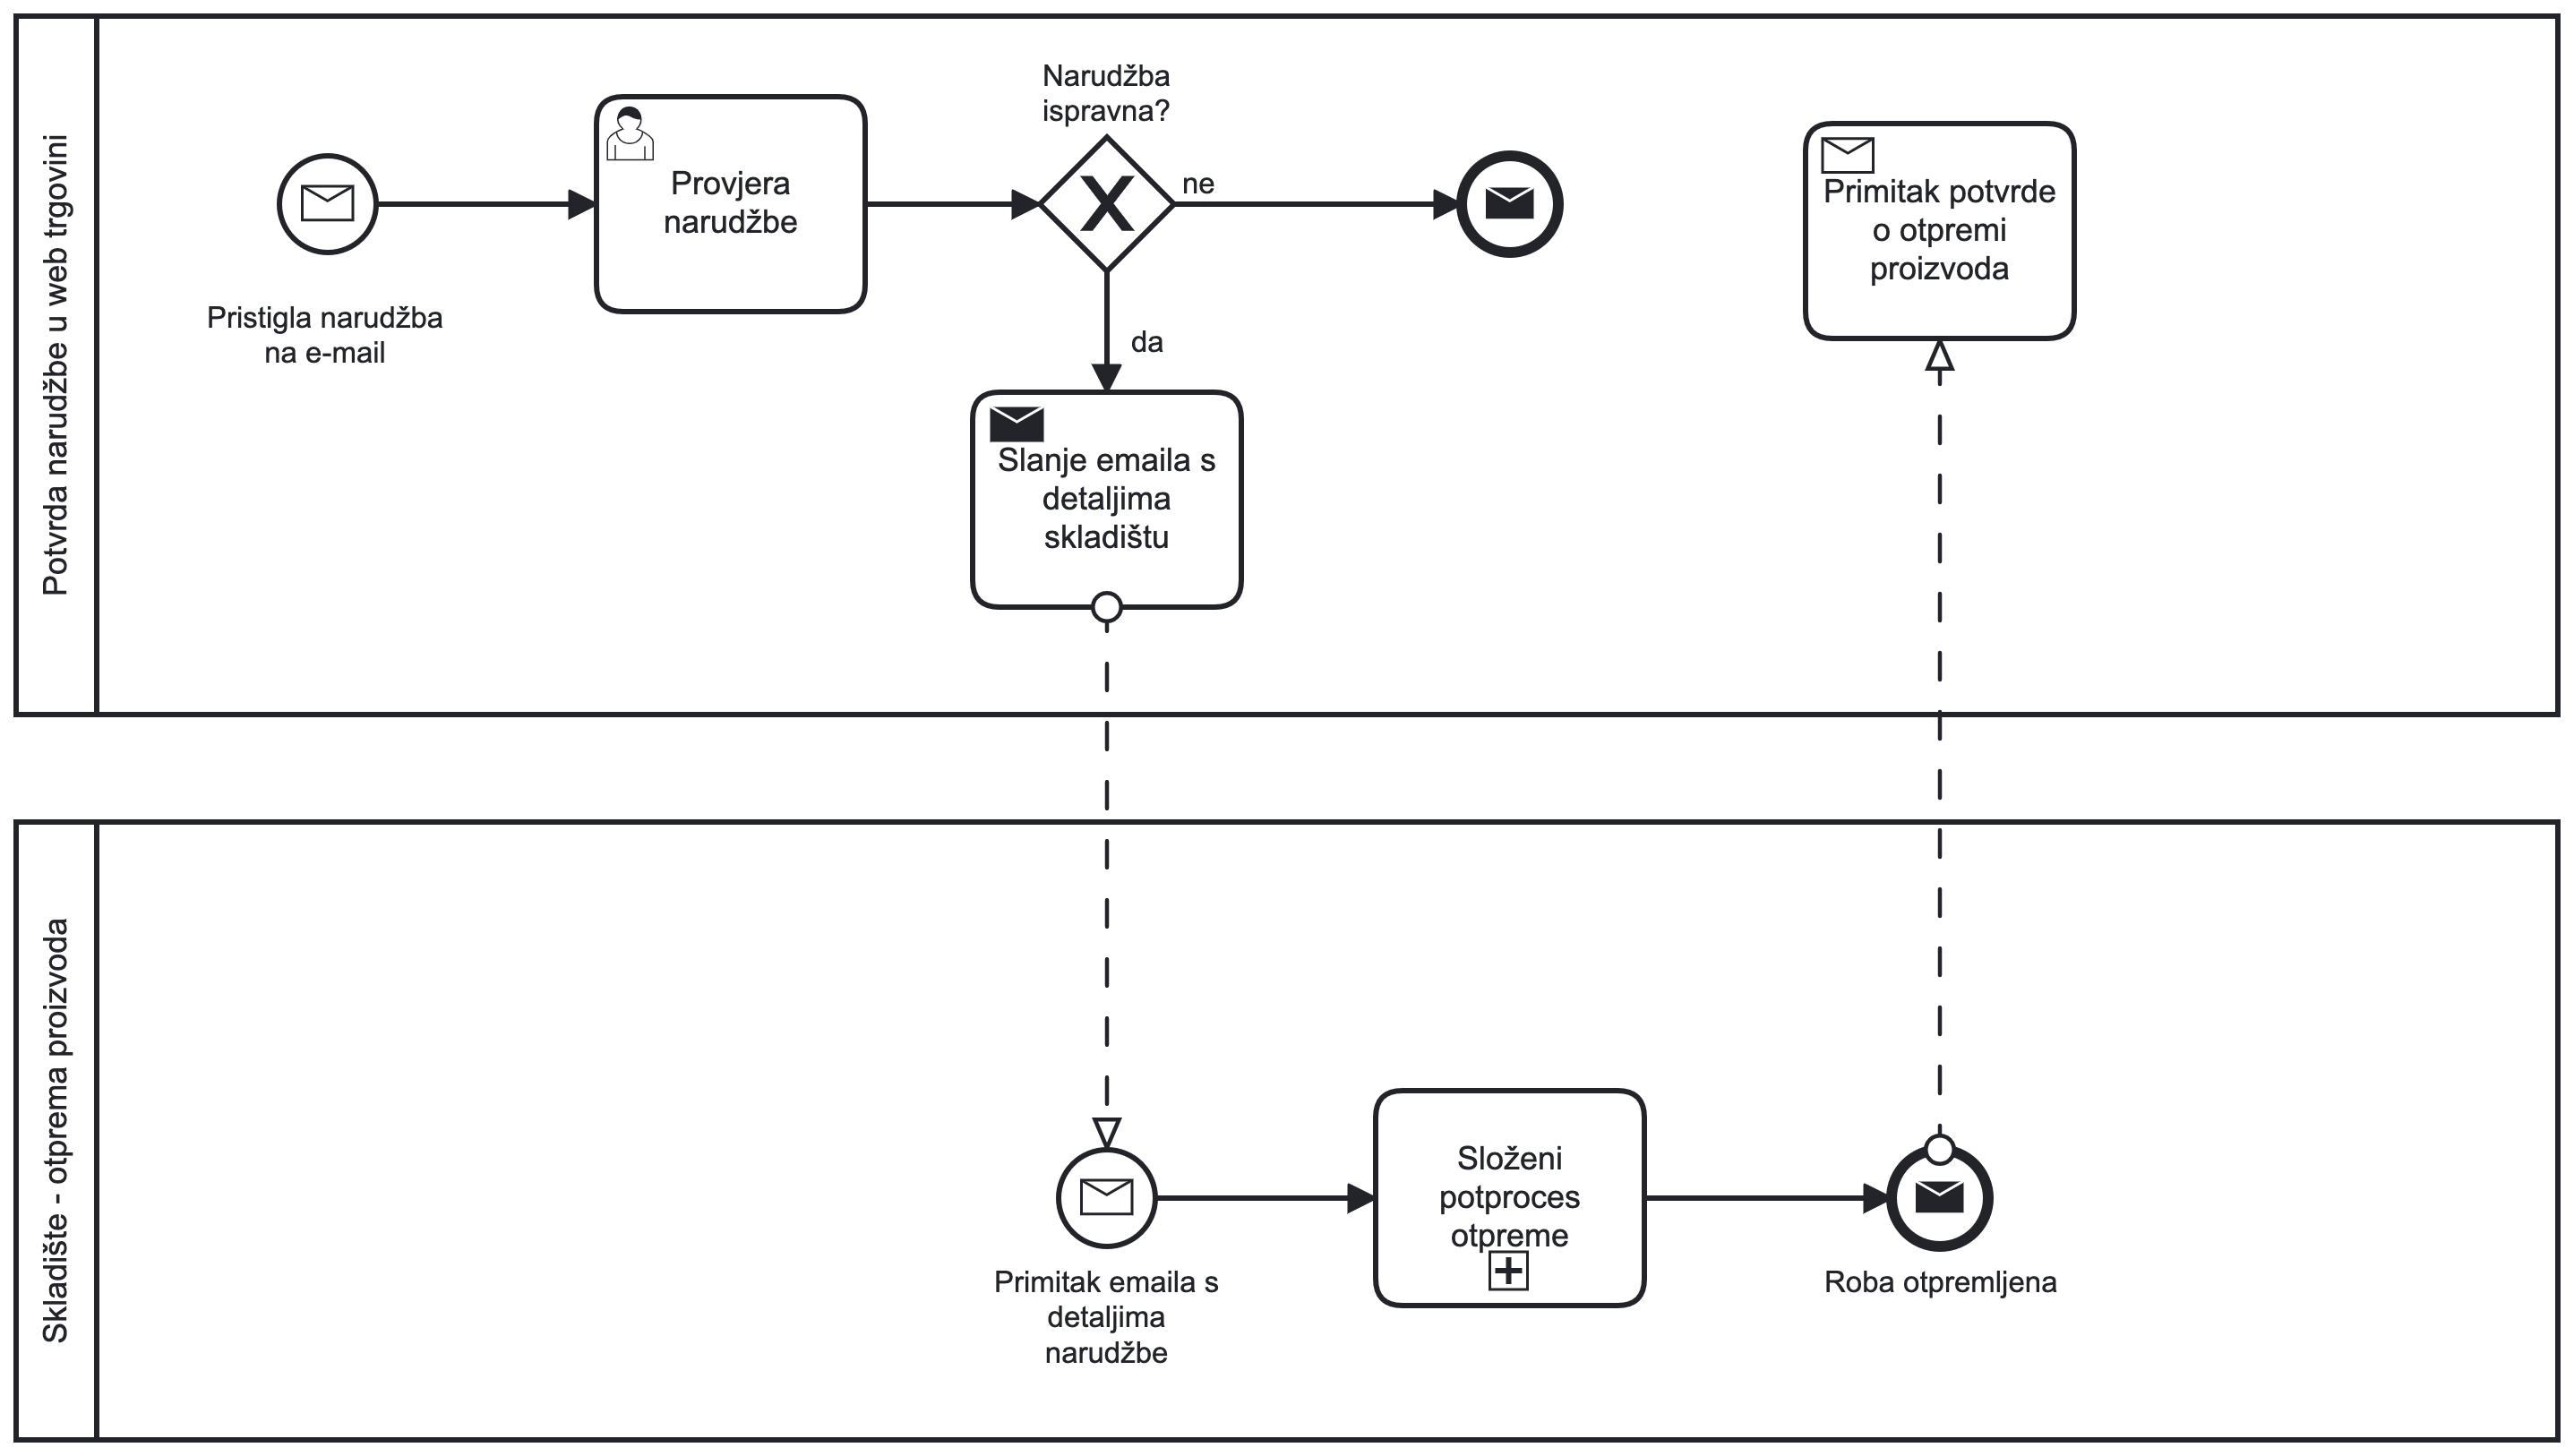 Potvrda narudžbe u web trgovini
Pristigla narudžba
na e-mail
Provjera
narudžbe
Narudžba
ispravna?
ne
da
Slanje emaila s
detaljima
skladištu
Primitak potvrde
o otpremi
proizvoda
Skladište - otprema proizvoda
Primitak emaila s
detaljima
narudžbe
Složeni
potproces
otpreme
Roba otpremljena